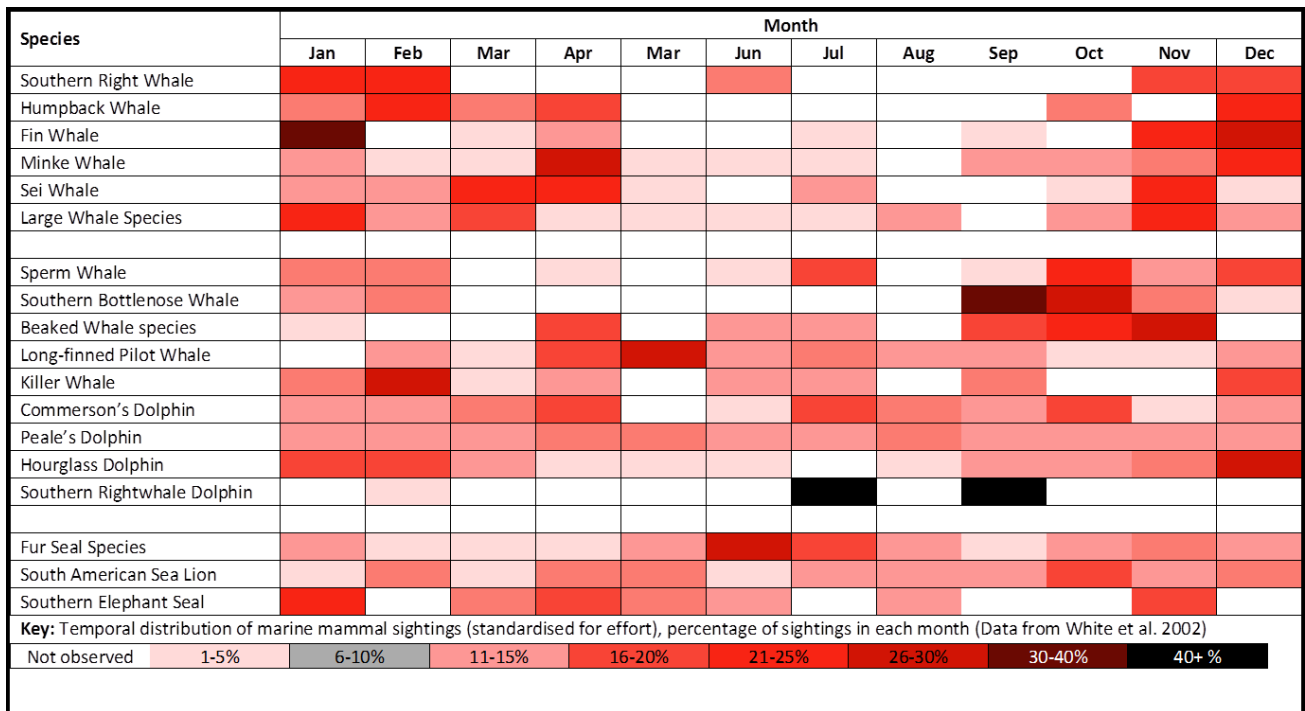 Species
Month
Jan Feb Mar Apr Mar Jun Jul Aug Sep Oct Nov Dec
Southern Right Whale
Humpback Whale
Fin Whale
Minke Whale
Sei Whale
Large Whale Species
Sperm Whale
Southern Bottlenose Whale
Beaked Whale species
Long-finned Pilot Whale
Killer Whale
Commerson's Dolphin
Peale's Dolphin
Hourglass Dolphin
Southern Rightwhale Dolphin
Fur Seal Species
South American Sea Lion
Southern Elephant Seal
Key: Temporal distribution of marine mammal sightings (standardised for effort), percentage of sightings in each month (Data from White et al. 2002)
Not observed 1-5% 6-10% 11-15% 16-20% 21-25% 26-30% 30-40% 40+ %